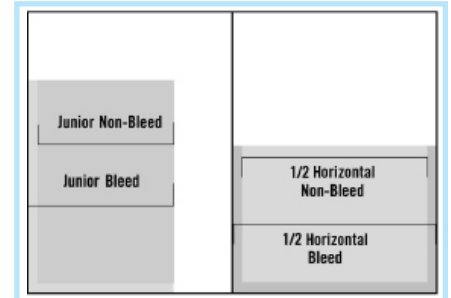 Junior Non-Bleed
Junior Bleed
1/2 Horizontal
Non-Bleed
1/2 Horizontal
Bleed